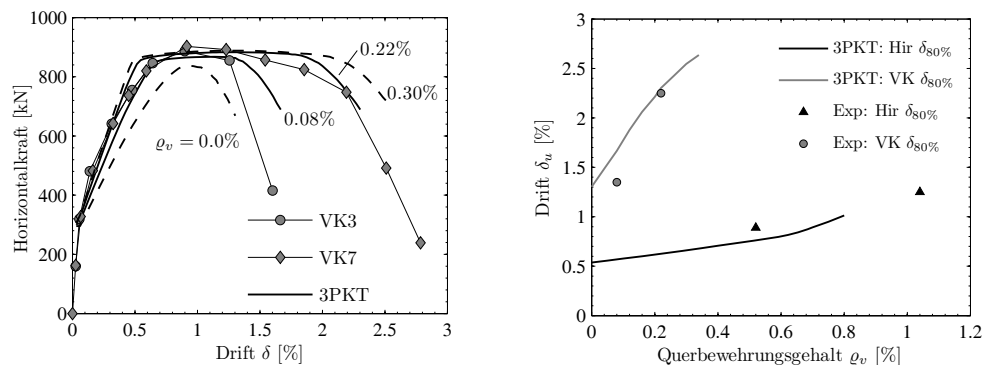 1000
800
600
400
200
0
Horizontalkraft [kN]
0 0.5 1 1.5 2 2.5 3
Drift δ [%]
0.22%
0.30%
0.08%
ϱv = 0.0%
VK3
VK7
3PKT
3
2.5
2
1.5
1
0.5
0
Drift δu [%]
0 0.2 0.4 0.6 0.8 1 1.2
Querbewehrungsgehalt ϱv [%]
3PKT: Hir δ80%
3PKT: VK δ80%
Exp: Hir δ80%
Exp: VK δ80%